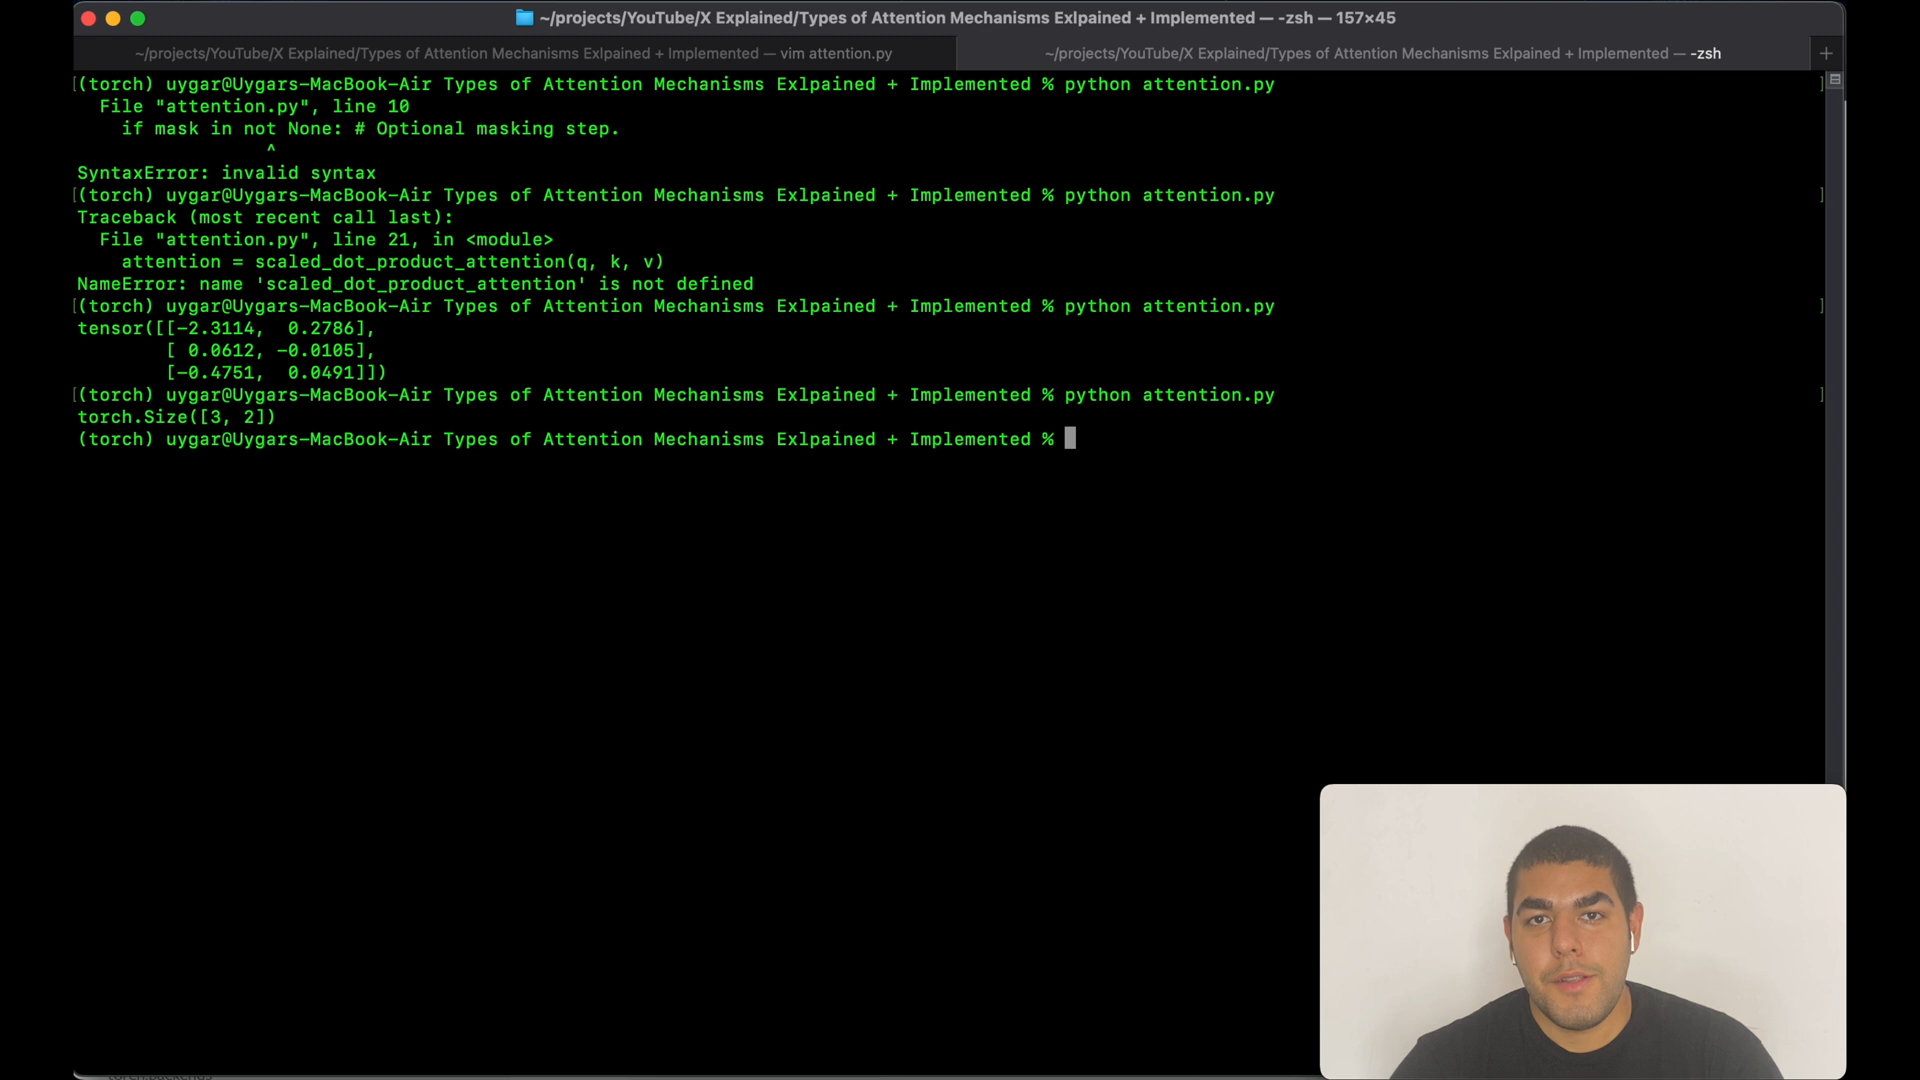 ~/projects/YouTube/X Explained/Types of Attention Mechanisms Exlpained + Implemented — -zsh — 157×45
~/projects/YouTube/X Explained/Types of Attention Mechanisms Exlpained + Implemented — vim attention.py
~/projects/YouTube/X Explained/Types of Attention Mechanisms Exlpained + Implemented — -zsh
[(torch) uygar@Uygars-MacBook-Air Types of Attention Mechanisms Exlpained + Implemented % python attention.py ]
File "attention.py", line 10
if mask in not None: # Optional masking step.
^
SyntaxError: invalid syntax
[(torch) uygar@Uygars-MacBook-Air Types of Attention Mechanisms Exlpained + Implemented % python attention.py ]
Traceback (most recent call last):
File "attention.py", line 21, in <module>
attention = scaled_dot_product_attention(q, k, v)
NameError: name 'scaled_dot_product_attention' is not defined
[(torch) uygar@Uygars-MacBook-Air Types of Attention Mechanisms Exlpained + Implemented % python attention.py ]
tensor([[-2.3114, 0.2786],
[ 0.0612, -0.0105],
[-0.4751, 0.0491]])
[(torch) uygar@Uygars-MacBook-Air Types of Attention Mechanisms Exlpained + Implemented % python attention.py ]
torch.Size([3, 2])
(torch) uygar@Uygars-MacBook-Air Types of Attention Mechanisms Exlpained + Implemented %